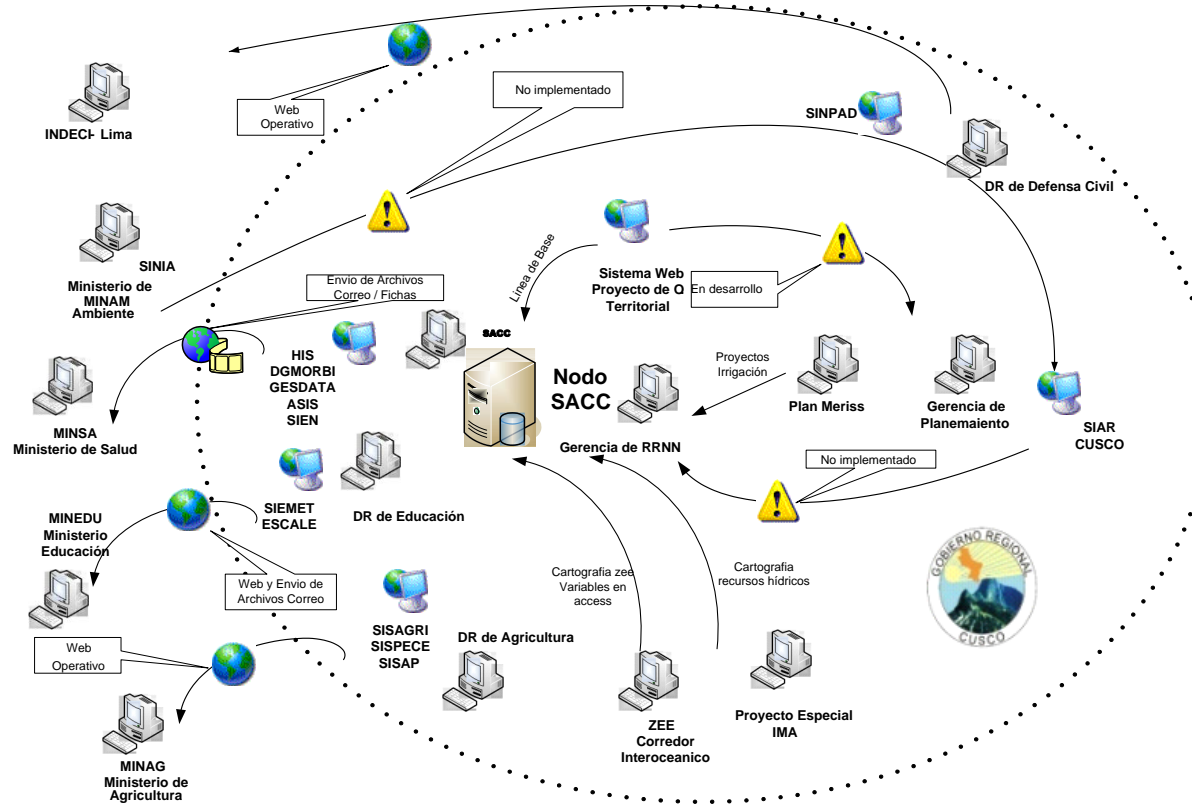 Web
Operativo
No implementado
INDECI- Lima
SINPAD
DR de Defensa Civil
SINIA
Ministerio de
MINAM
Ambiente
Envio de Archivos
Correo / Fichas
Linea de Base
Sistema Web
Proyecto de O
Territorial
En desarrollo
SACC
HIS
DGMORBI
GESDATA
ASIS
SIEN
Nodo
SACC
Proyectos
Irrigación
Plan Meriss
Gerencia de
Planemaiento
SIAR
CUSCO
MINSA
Ministerio de Salud
Gerencia de RRNN
No implementado
SIEMET
ESCALE
DR de Educación
MINEDU
Ministerio
Educación
Web y Envio de
Archivos Correo
Cartografia zee
Variables en
access
Cartografia
recursos hídricos
GOBIERNO REGIONAL
CUSCO
SISAGRI
SISPECE
SISAP
DR de Agricultura
Web
Operativo
ZEE
Corredor
Interoceanico
Proyecto Especial
IMA
MINAG
Ministerio de
Agricultura